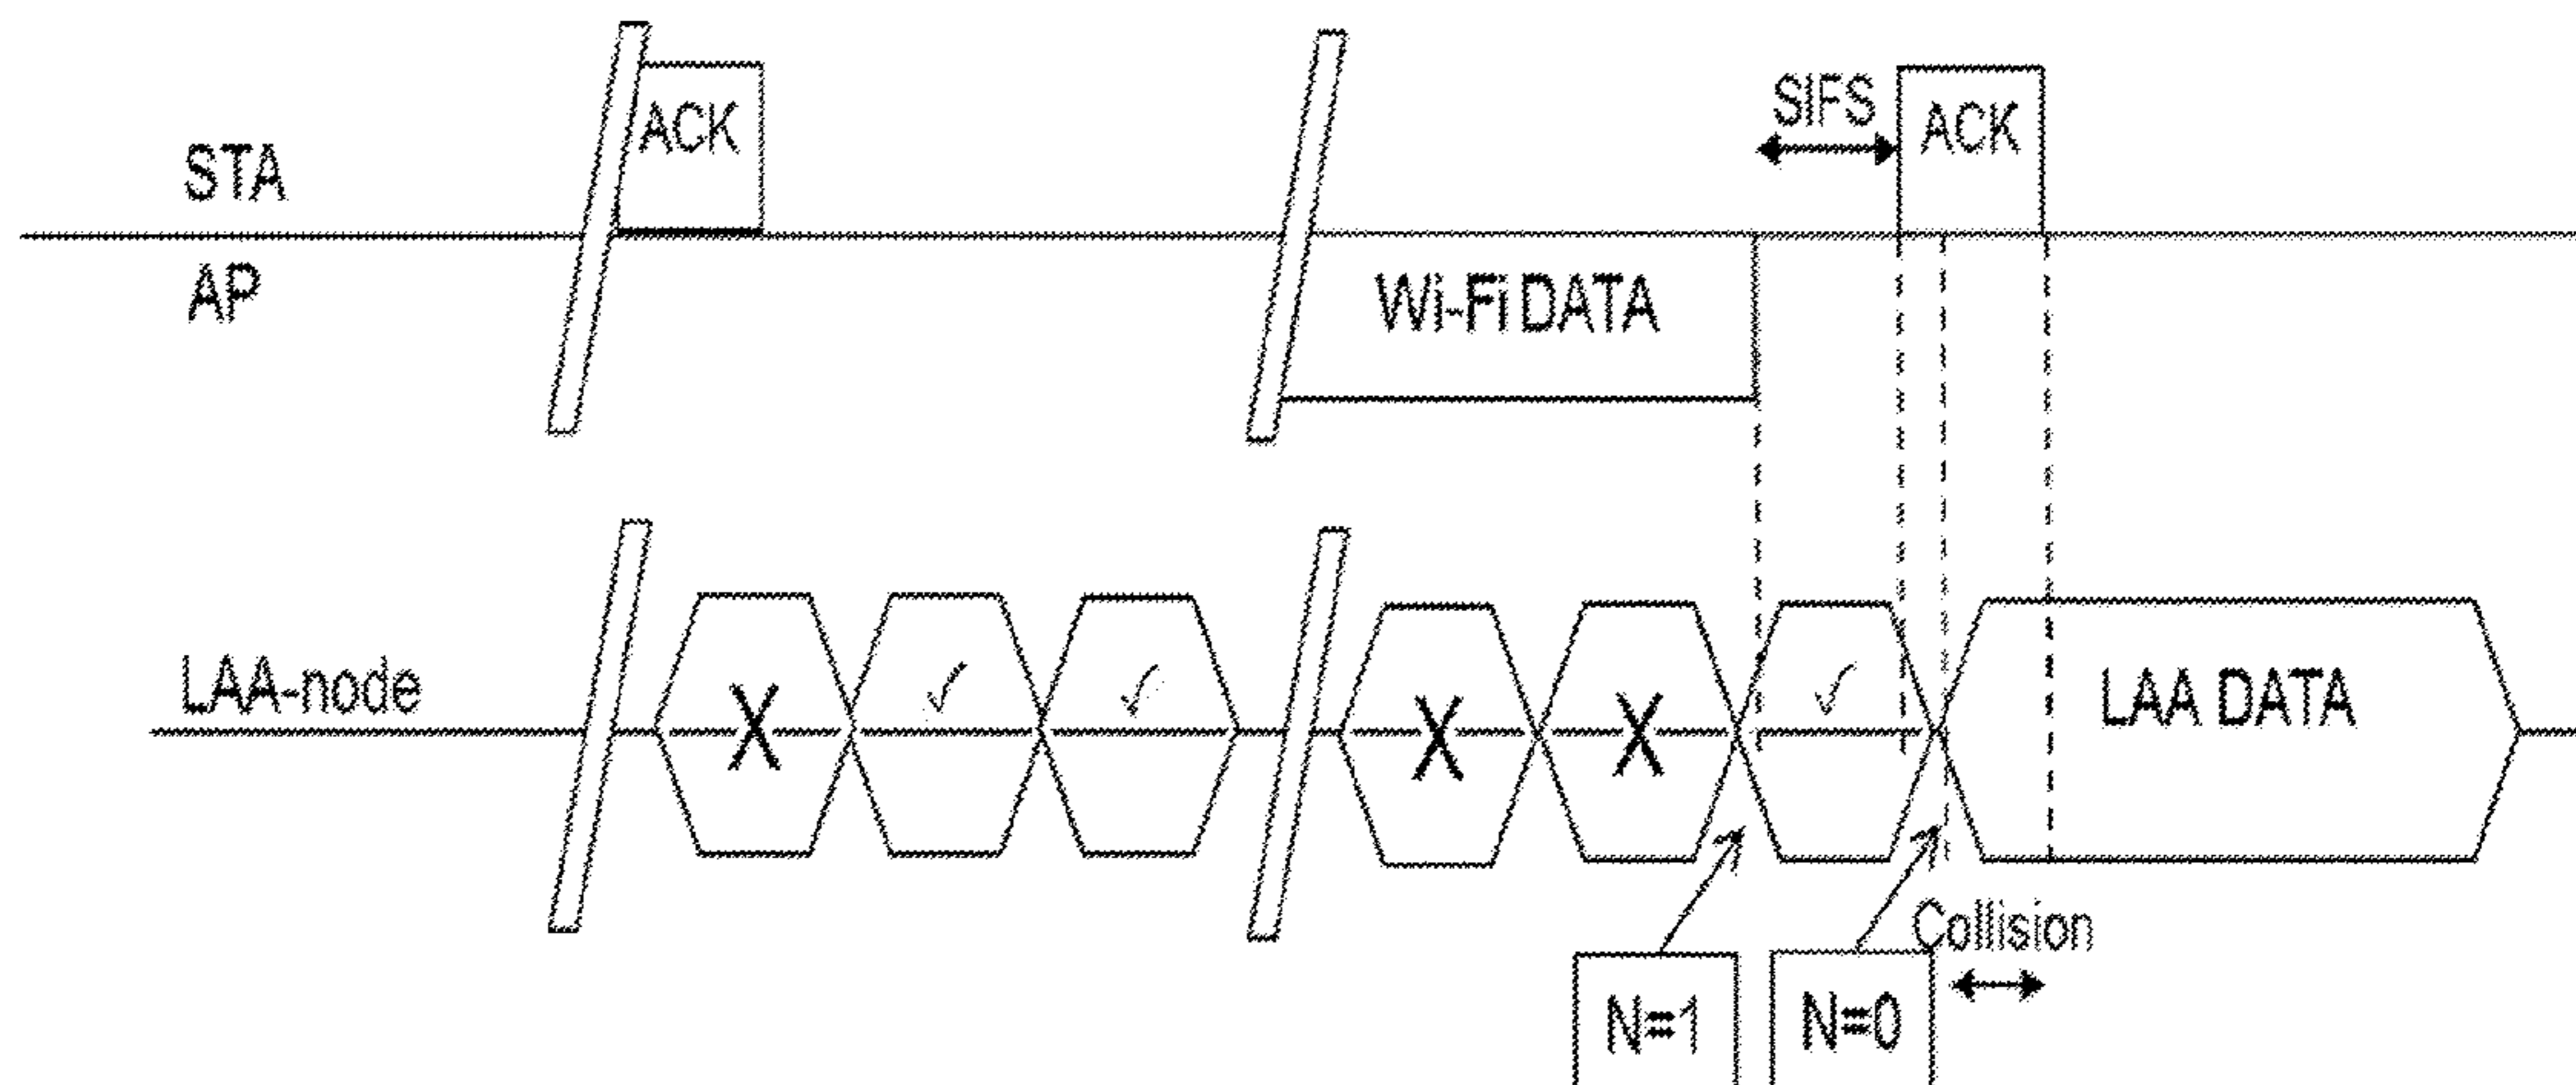 SIFS
ACK
ACK
STA
AP
Wi-Fi DATA
LAA-node
X
X
X
LAA DATA
Collision
N=1
N=0